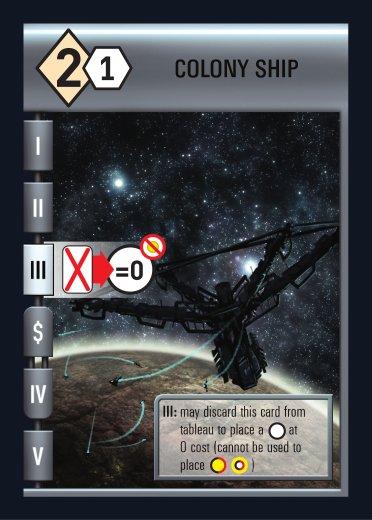 2 1 COLONY SHIP
I
II
III =0
$
IV
V
III: may discard this card from
tableau to place a at
0 cost (cannot be used to
place )